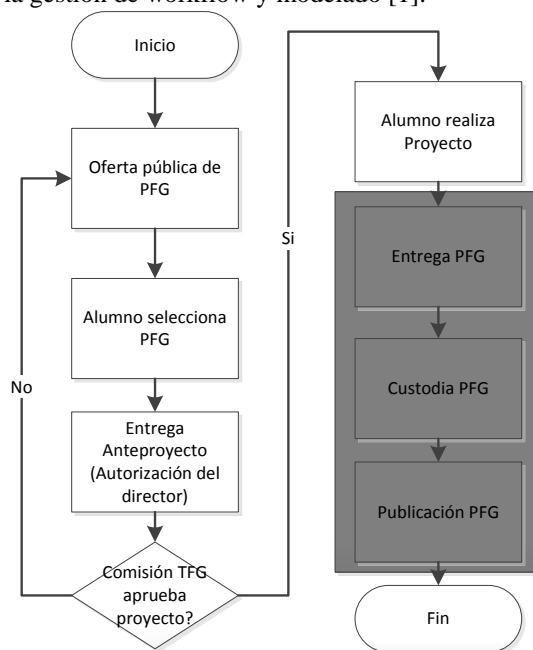 la gestión de workflow y modelado [1].
Inicio
Oferta pública de
PFG
Alumno selecciona
PFG
No
Entrega
Anteproyecto
(Autorización del
director)
Comisión TFG
aprueba
proyecto?
Si
Alumno realiza
Proyecto
Entrega PFG
Custodia PFG
Publicación PFG
Fin